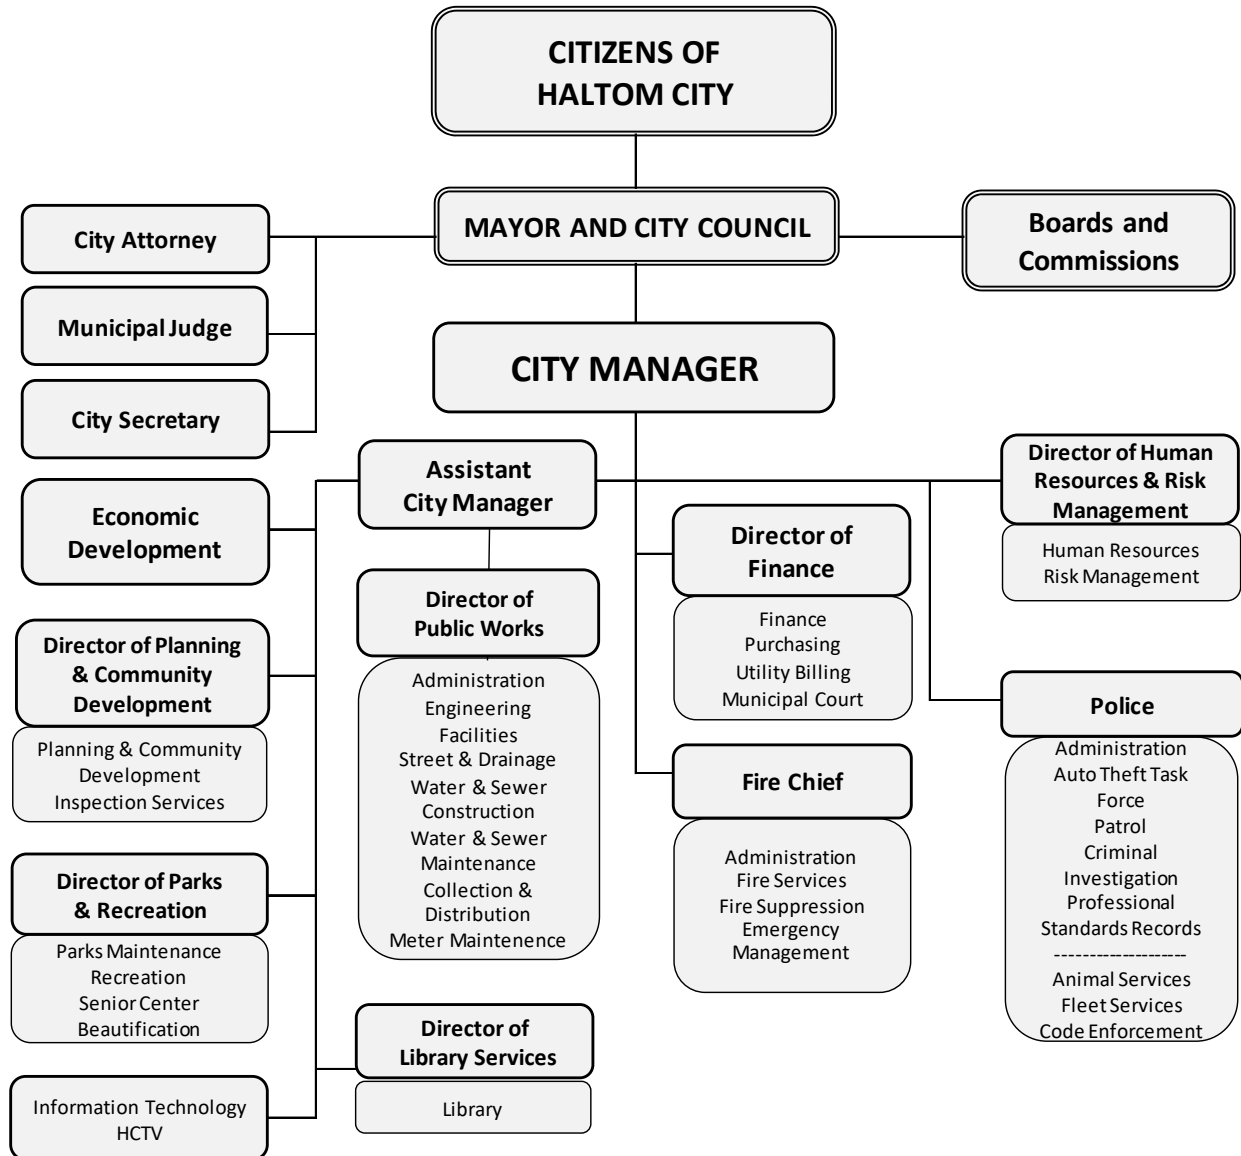 CITIZENS OF
HALTOM CITY
MAYOR AND CITY COUNCIL
Boards and
Commissions
City Attorney
Municipal Judge
City Secretary
CITY MANAGER
Assistant
City Manager
Economic
Development
Director of Planning
& Community
Development
Planning & Community
Development
Inspection Services
Director of Parks
& Recreation
Parks Maintenance
Recreation
Senior Center
Beautification
Information Technology
HCTV
Director of
Public Works
Administration
Engineering
Facilities
Street & Drainage
Water & Sewer
Construction
Water & Sewer
Maintenance
Collection &
Distribution
Meter Maintenence
Director of
Library Services
Library
Director of
Finance
Finance
Purchasing
Utility Billing
Municipal Court
Fire Chief
Administration
Fire Services
Fire Suppression
Emergency
Management
Director of Human
Resources & Risk
Management
Human Resources
Risk Management
Police
Administration
Auto Theft Task
Force
Patrol
Criminal
Investigation
Professional
Standards Records
--------------------
Animal Services
Fleet Services
Code Enforcement